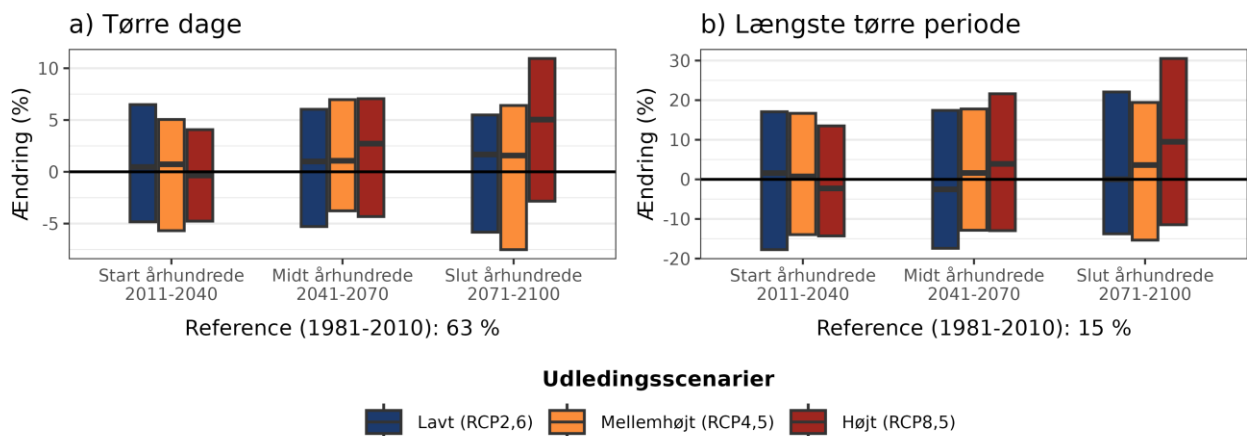 a) Tørre dage
Ændring (%)
10
5
0
-5
Start århundrede
2011-2040
Midt århundrede
2041-2070
Slut århundrede
2071-2100
Reference (1981-2010): 63 %
b) Længste tørre periode
Ændring (%)
30
20
10
0
-10
-20
Start århundrede
2011-2040
Midt århundrede
2041-2070
Slut århundrede
2071-2100
Reference (1981-2010): 15 %
Udledingsscenarier
Lavt (RCP2,6)
Mellemhøjt (RCP4,5)
Højt (RCP8,5)